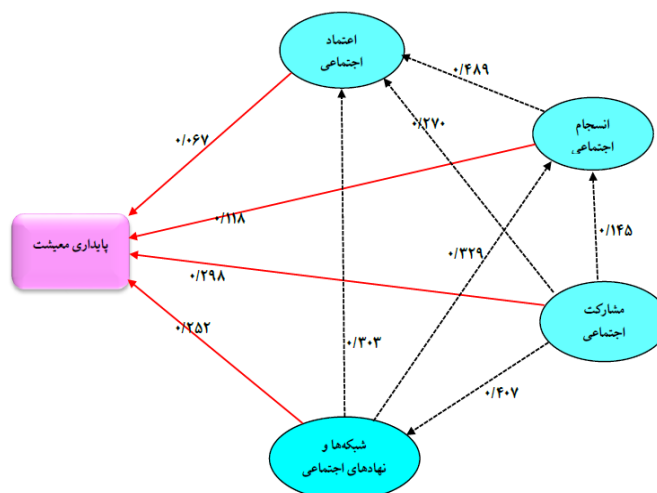 اعتماد
اجتماعی
۰/۴۸۹
انسجام
اجتماعی
۰/۲۷۰
۰/۰۶۷
۰/۱۱۸
۰/۳۲۹
۰/۱۴۵
پایداری معیشت
۰/۲۹۸
مشارکت
اجتماعی
۰/۲۵۲
۰/۳۰۳
۰/۴۰۷
شبکه‌ها و
نهادهای اجتماعی